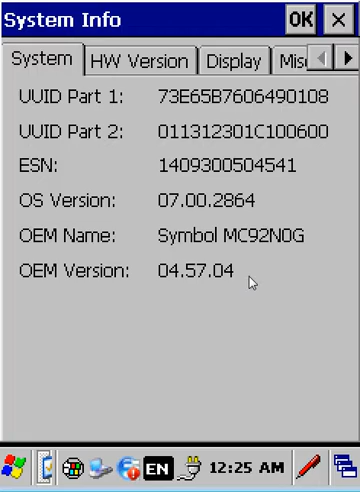 System Info OK
System HW Version Display Mis
UUID Part 1: 73E65B7606490108
UUID Part 2: 011312301C100600
ESN: 1409300504541
OS Version: 07.00.2864
OEM Name: Symbol MC92N0G
OEM Version: 04.57.04
EN 12:25 AM